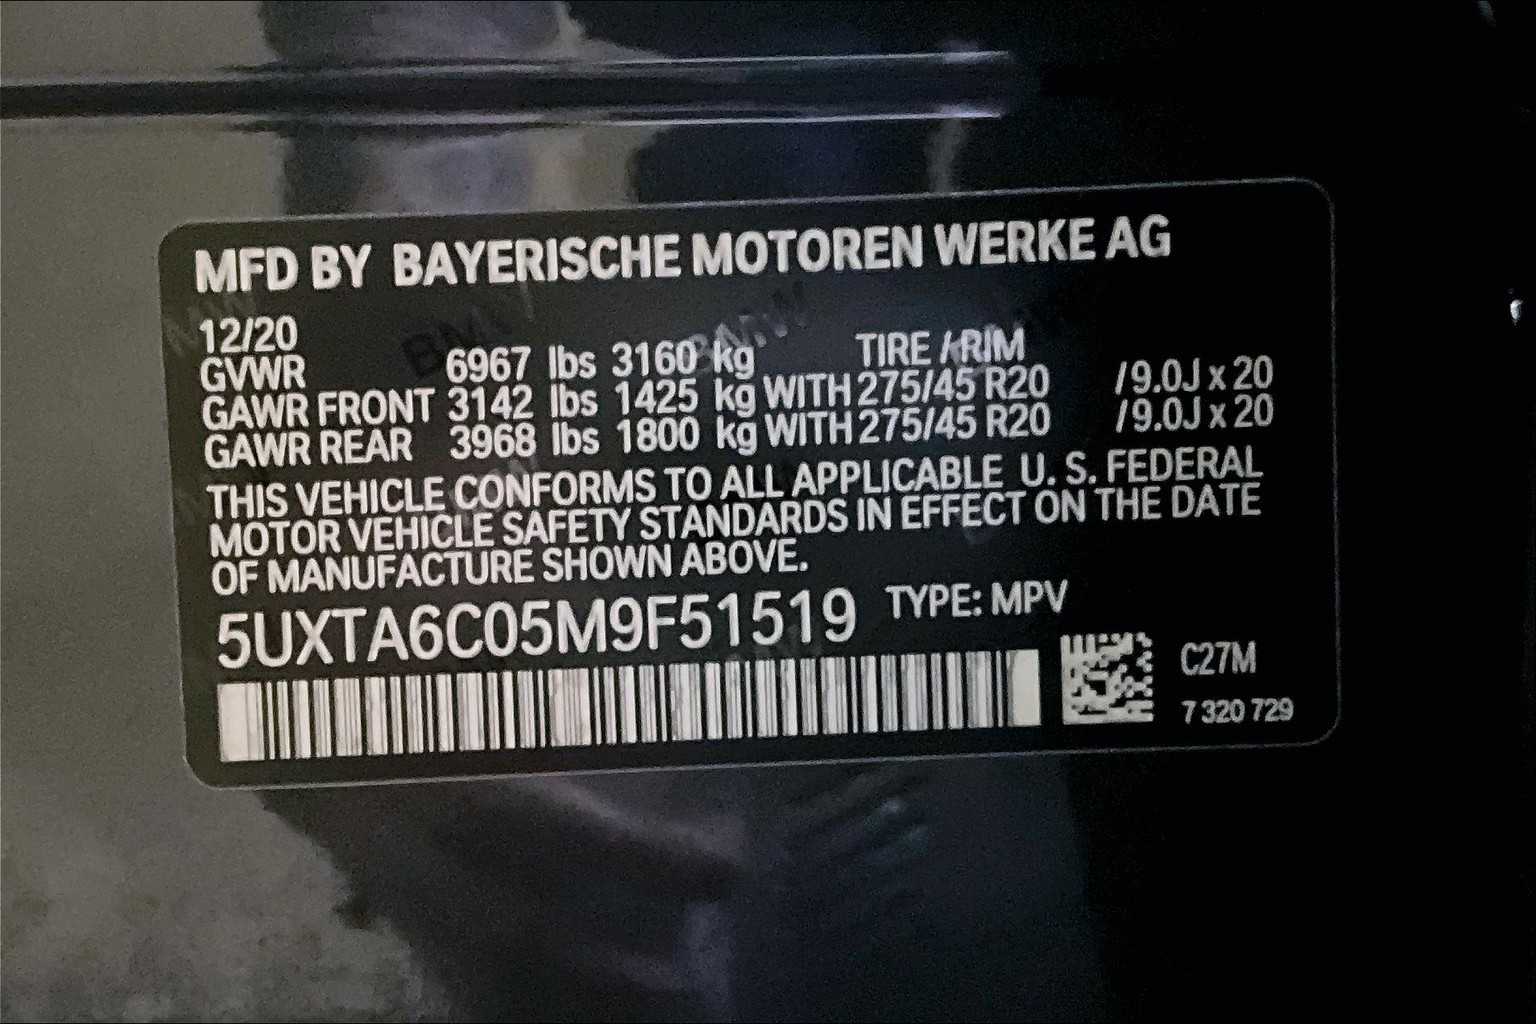 MFD BY BAYERISCHE MOTOREN WERKE AG
12/20
GVWR 6967 lbs 3160 kg TIRE / RIM
GAWR FRONT 3142 lbs 1425 kg WITH 275/45 R20 /9.0J x 20
GAWR REAR 3968 lbs 1800 kg WITH 275/45 R20 /9.0J x 20
THIS VEHICLE CONFORMS TO ALL APPLICABLE U. S. FEDERAL
MOTOR VEHICLE SAFETY STANDARDS IN EFFECT ON THE DATE
OF MANUFACTURE SHOWN ABOVE.
5UXTA6C05M9F51519 TYPE: MPV
C27M
7 320 729